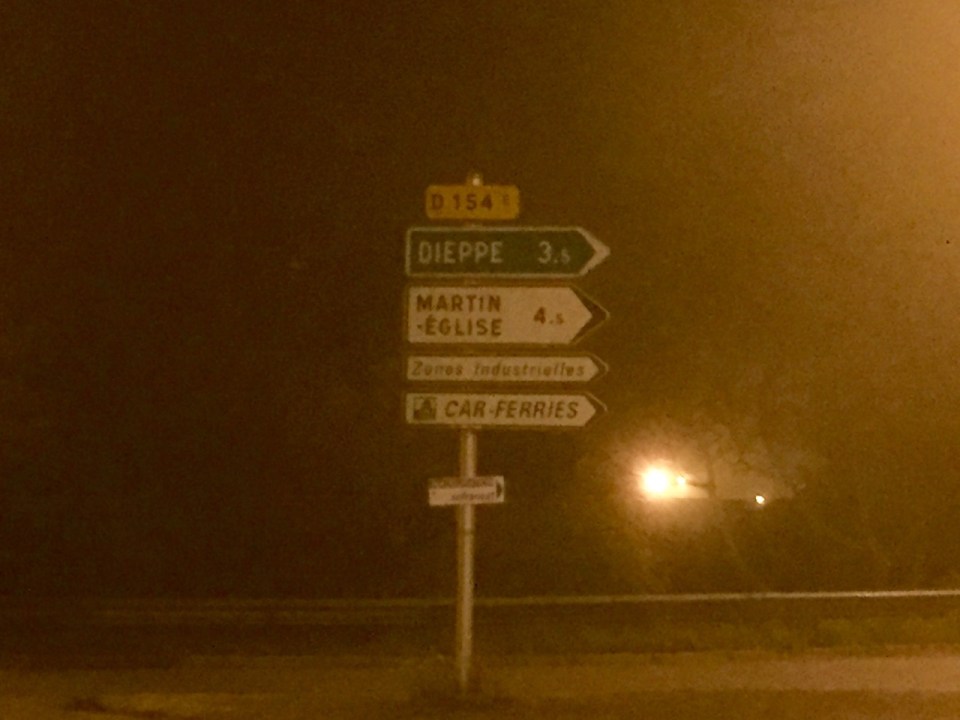 D 154 E
DIEPPE 3.5
MARTIN 4.5
-ÉGLISE
Zones Industrielles
CAR-FERRIES